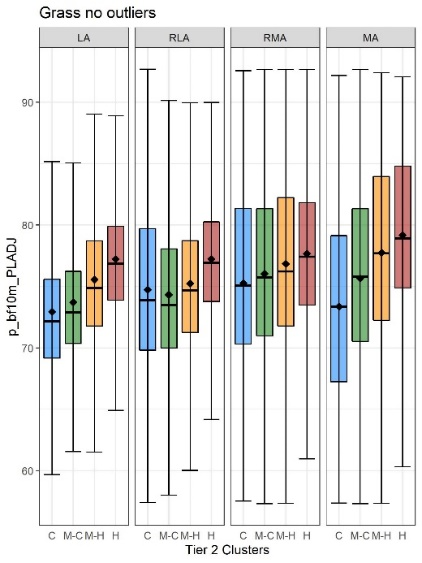 Grass no outliers
LA RLA RMA MA
90
80
70
60
p_bf10m_PLADJ
C M-C M-H H C M-C M-H H C M-C M-H H C M-C M-H H
Tier 2 Clusters